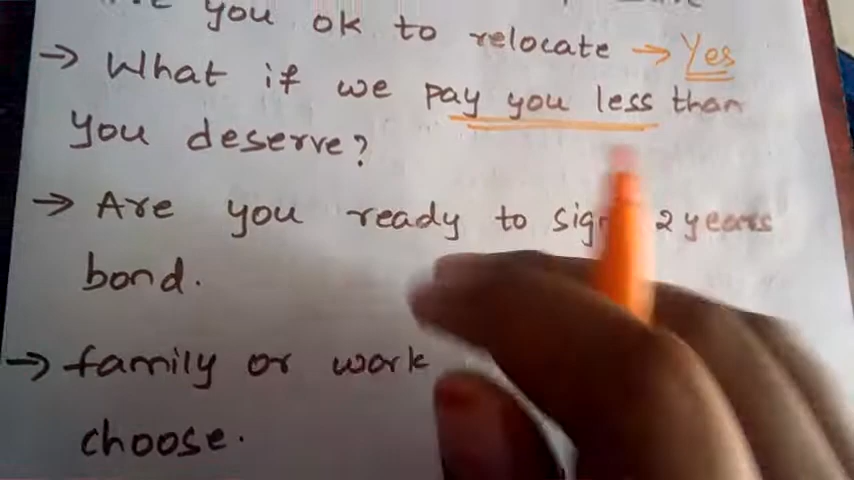 you ok to relocate → Yes
→ What if we pay you less than
you deserve?
→ Are you ready to sign 2 years
bond.
→ family or work
choose.